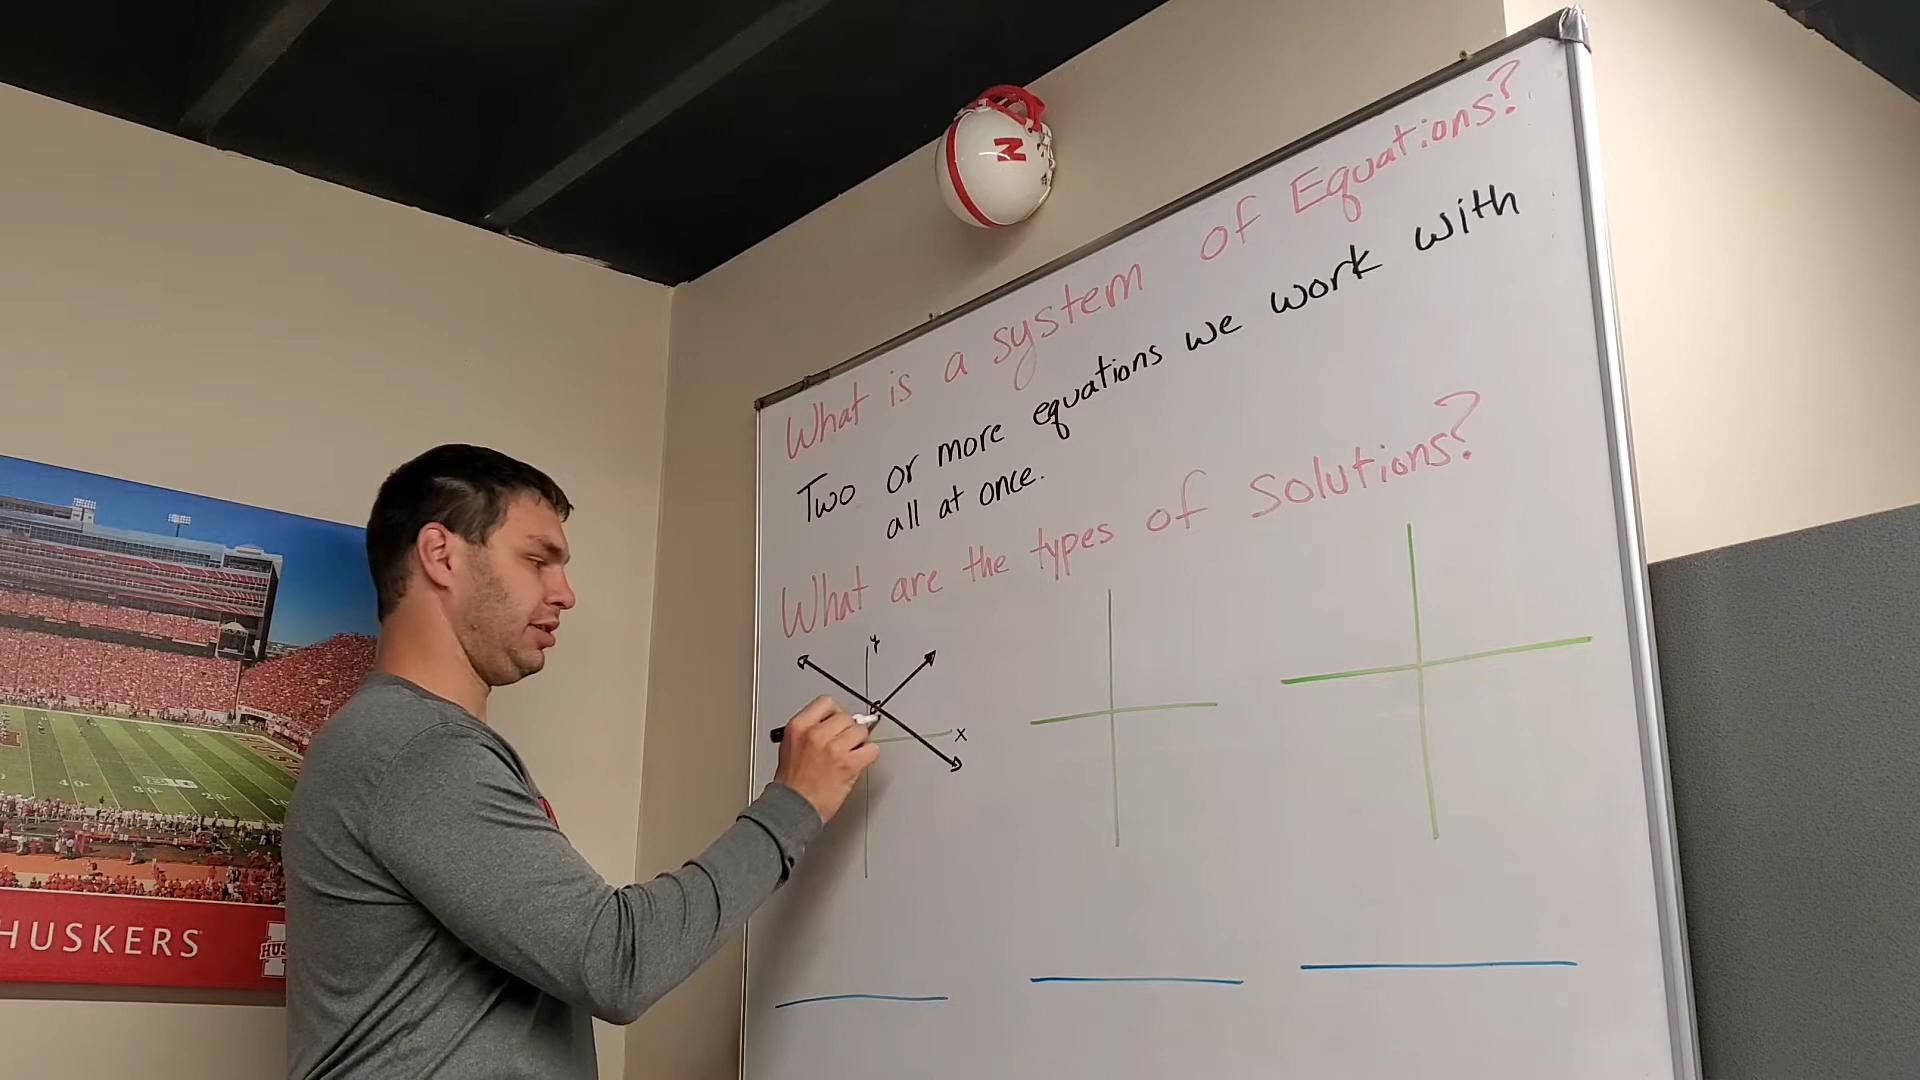 What is a system of Equations?
Two or more equations we work with
all at once.
What are the types of Solutions?
y
x
N
HUSKERS